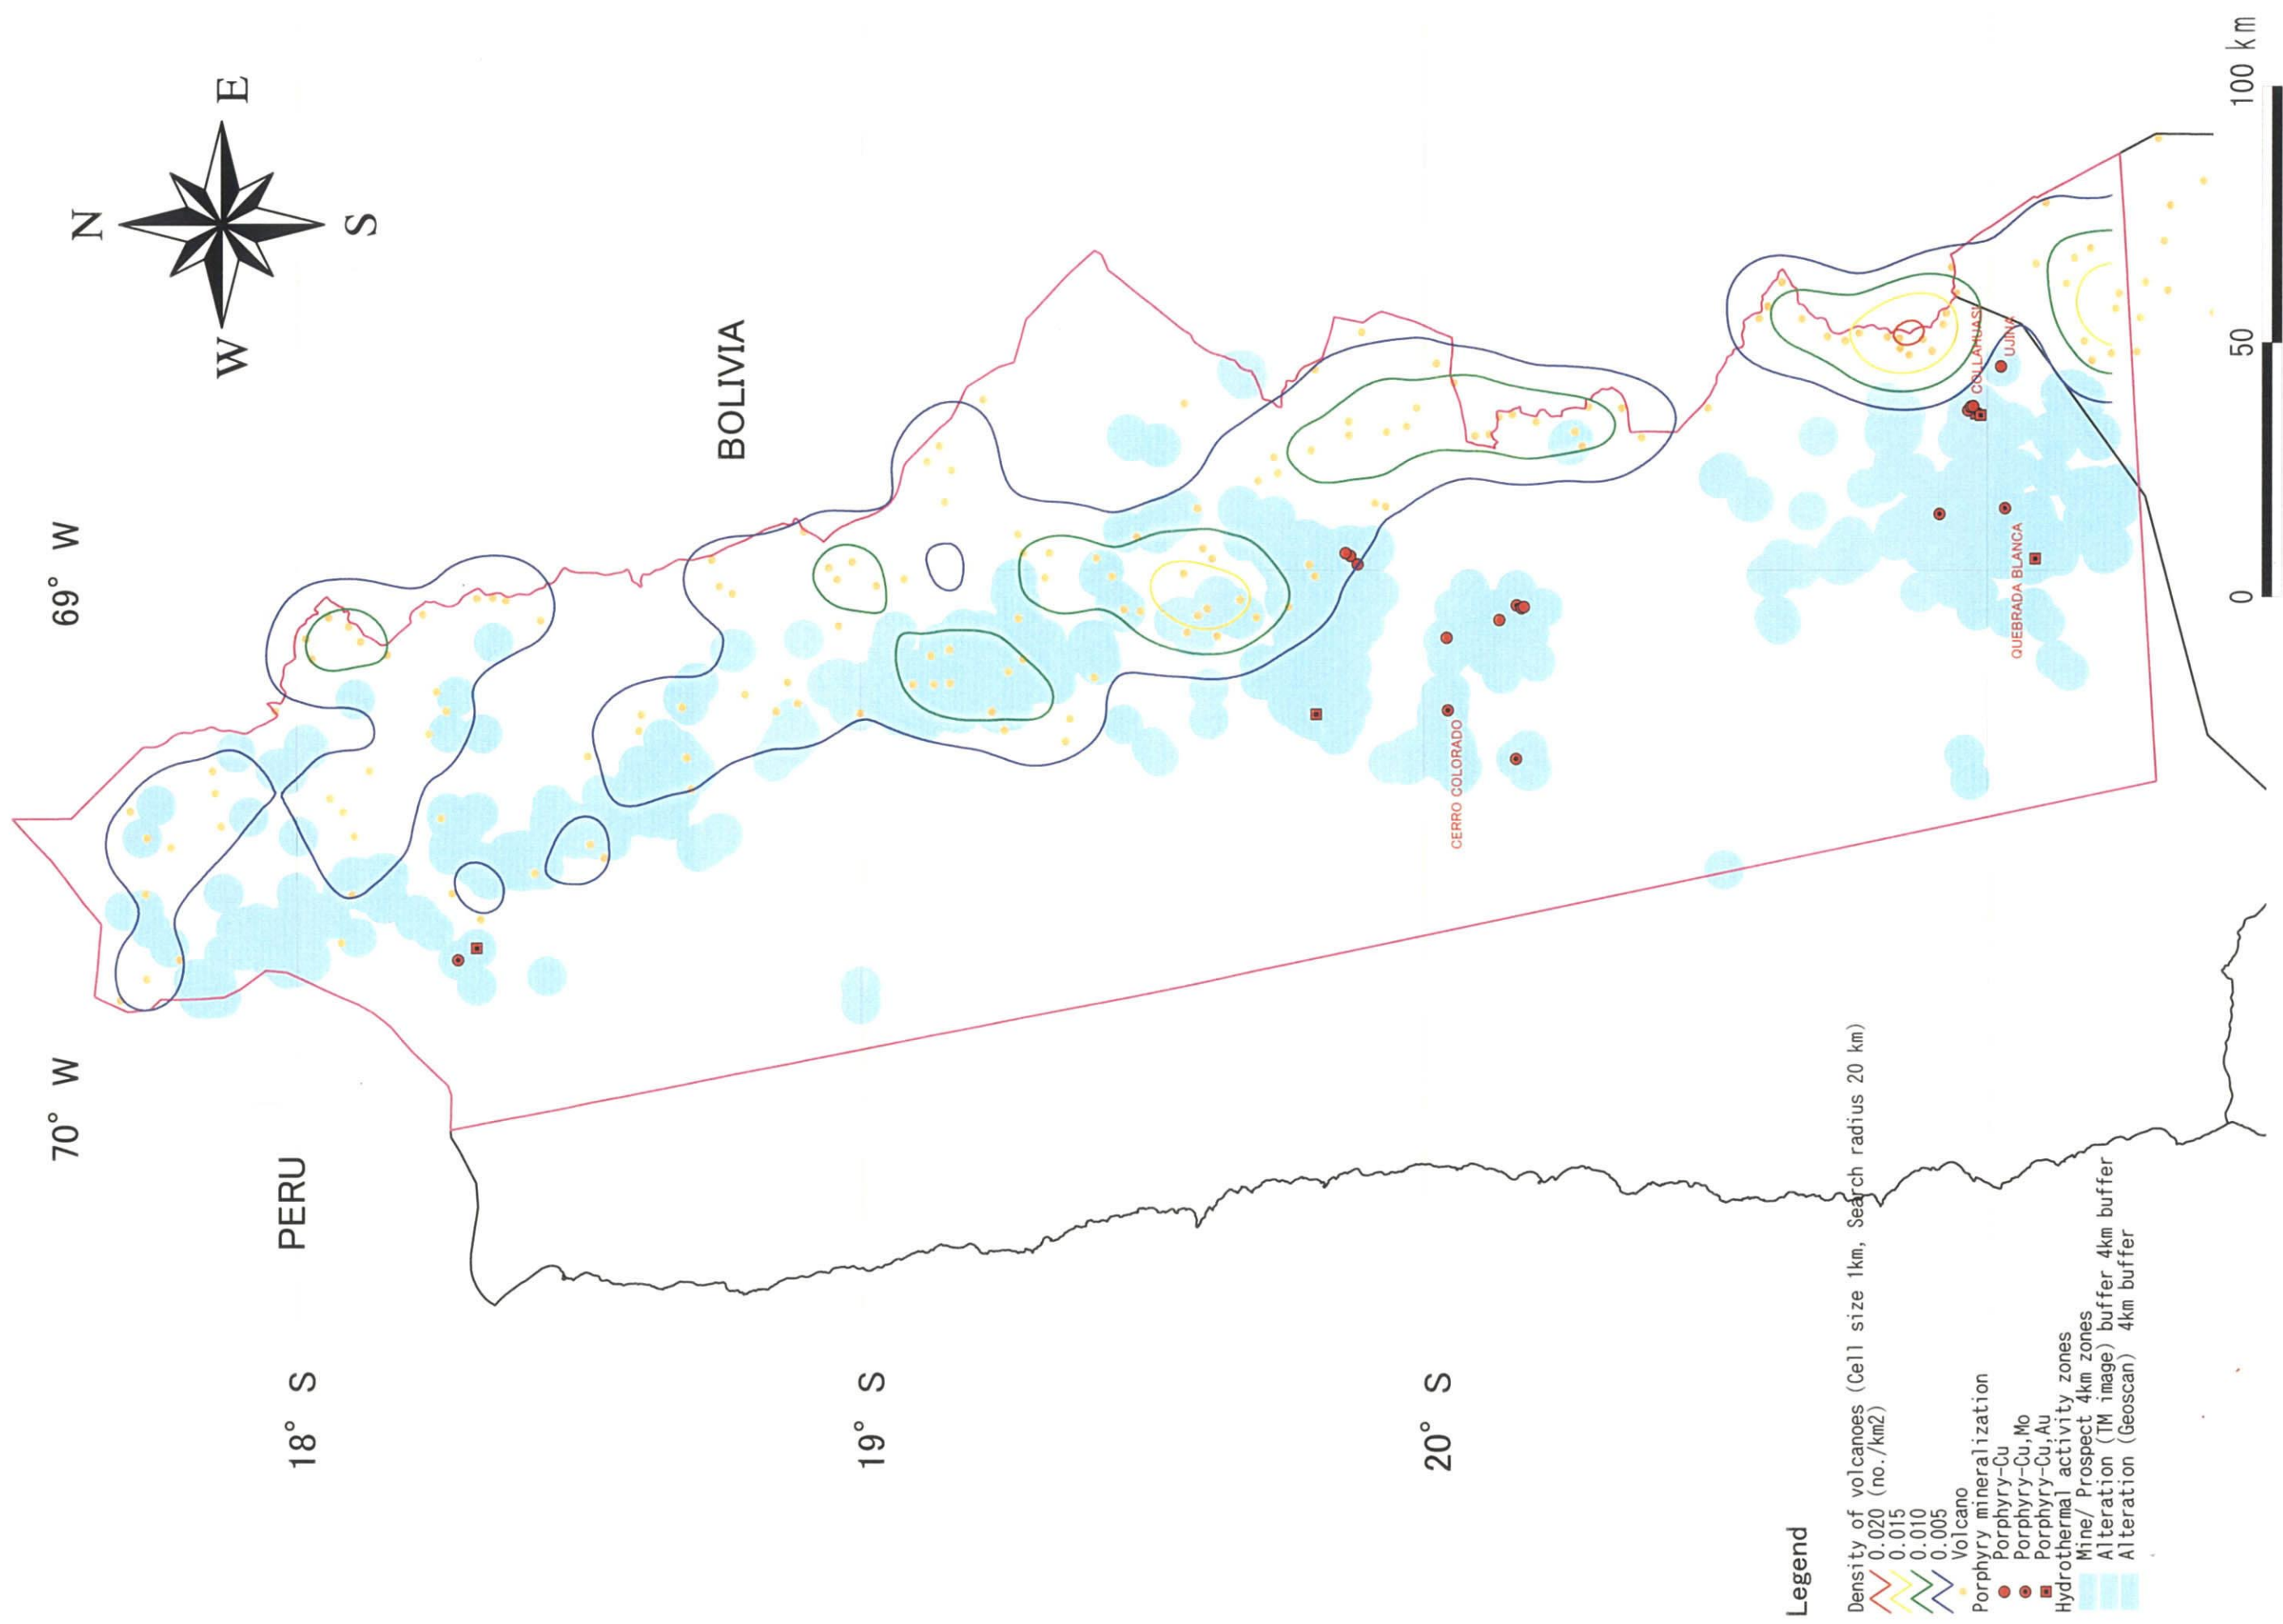 N
W
E
S
70° W
69° W
PERU
BOLIVIA
18° S
19° S
20° S
CERRO COLORADO
COLLAHUASI
UJINA
QUEBRADA BLANCA
0
50
100 km
Legend
Density of volcanoes (Cell size 1km, Search radius 20 km)
0.020 (no./km2)
0.015
0.010
0.005
Volcano
Porphyry mineralization
Porphyry-Cu
Porphyry-Cu,Mo
Porphyry-Cu,Au
Hydrothermal activity zones
Mine/ Prospect 4km zones
Alteration (TM image) buffer 4km buffer
Alteration (Geoscan) 4km buffer